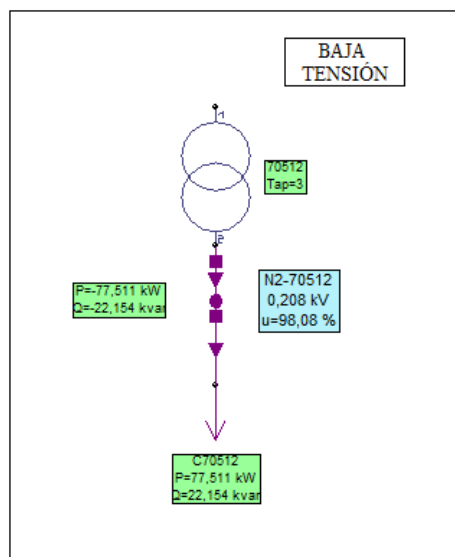 BAJA
TENSIÓN
1
70512
Tap=3
2
P=-77,511 kW
Q=-22,154 kvar
N2-70512
0,208 kV
u=98,08 %
C70512
P=77,511 kW
Q=22,154 kvar